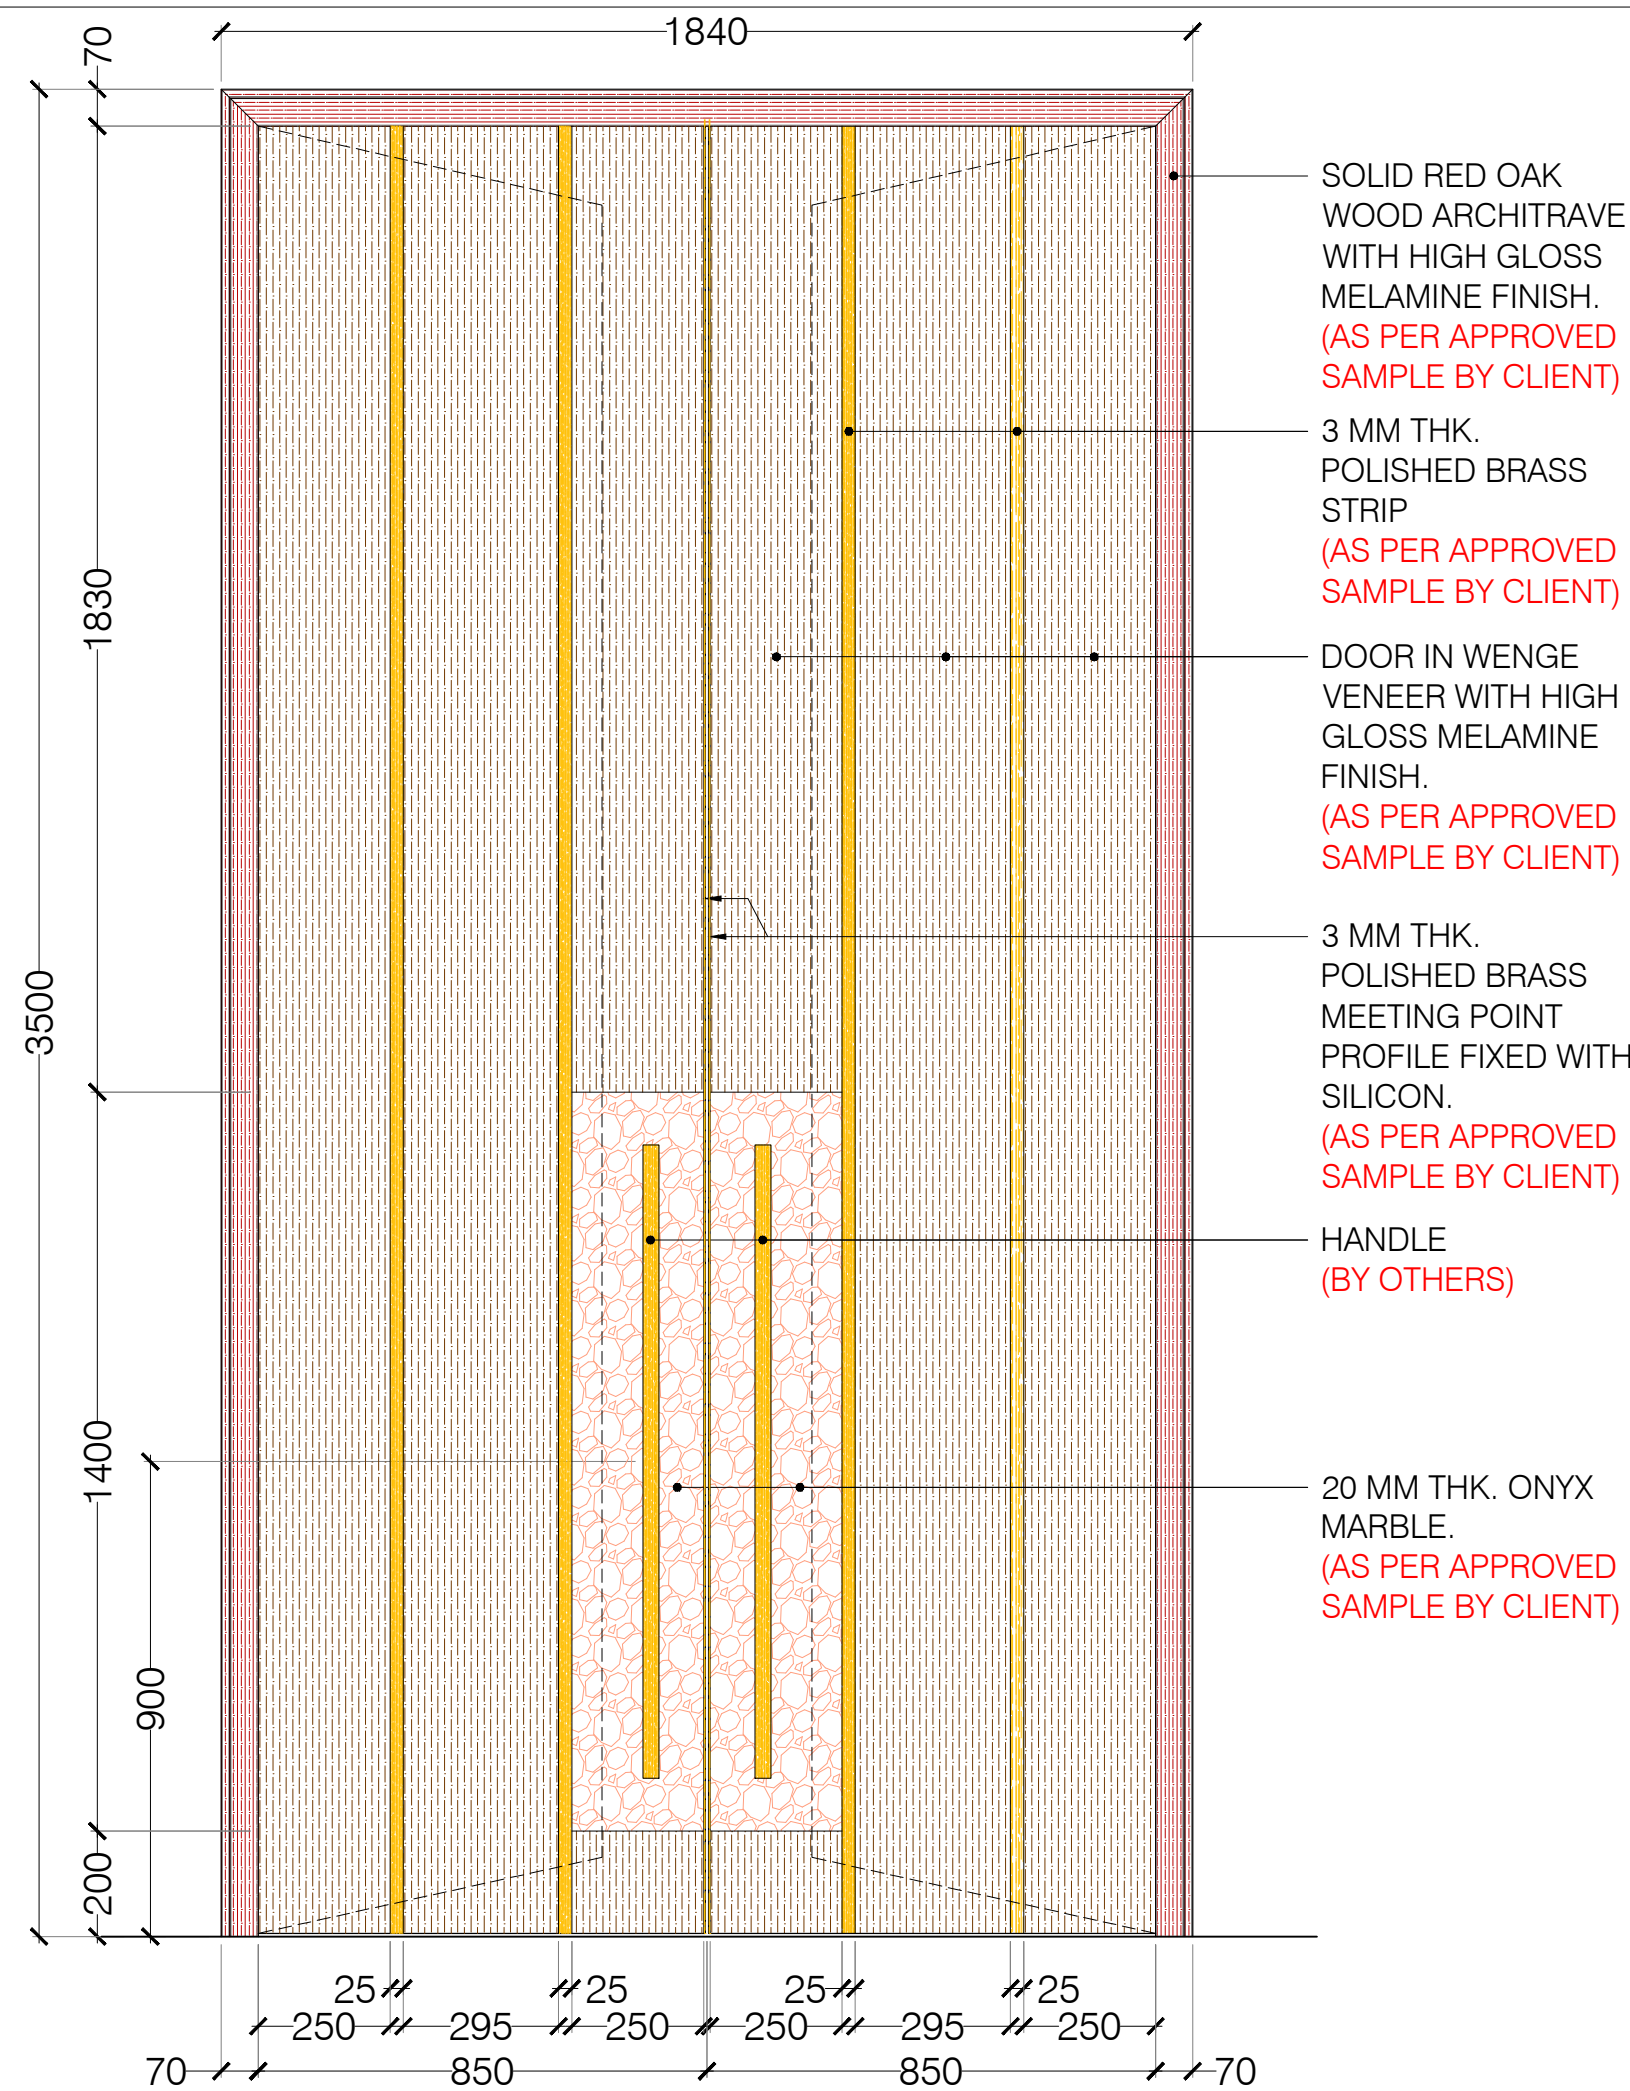 1840
70
SOLID RED OAK
WOOD ARCHITRAVE
WITH HIGH GLOSS
MELAMINE FINISH.
(AS PER APPROVED
SAMPLE BY CLIENT)
3 MM THK.
POLISHED BRASS
STRIP
(AS PER APPROVED
SAMPLE BY CLIENT)
1830
DOOR IN WENGE
VENEER WITH HIGH
GLOSS MELAMINE
FINISH.
(AS PER APPROVED
SAMPLE BY CLIENT)
3500
3 MM THK.
POLISHED BRASS
MEETING POINT
PROFILE FIXED WITH
SILICON.
(AS PER APPROVED
SAMPLE BY CLIENT)
HANDLE
(BY OTHERS)
1400
20 MM THK. ONYX
MARBLE.
(AS PER APPROVED
SAMPLE BY CLIENT)
900
200
25 25 25 25
250 295 250 250 295 250
70 850 850 70